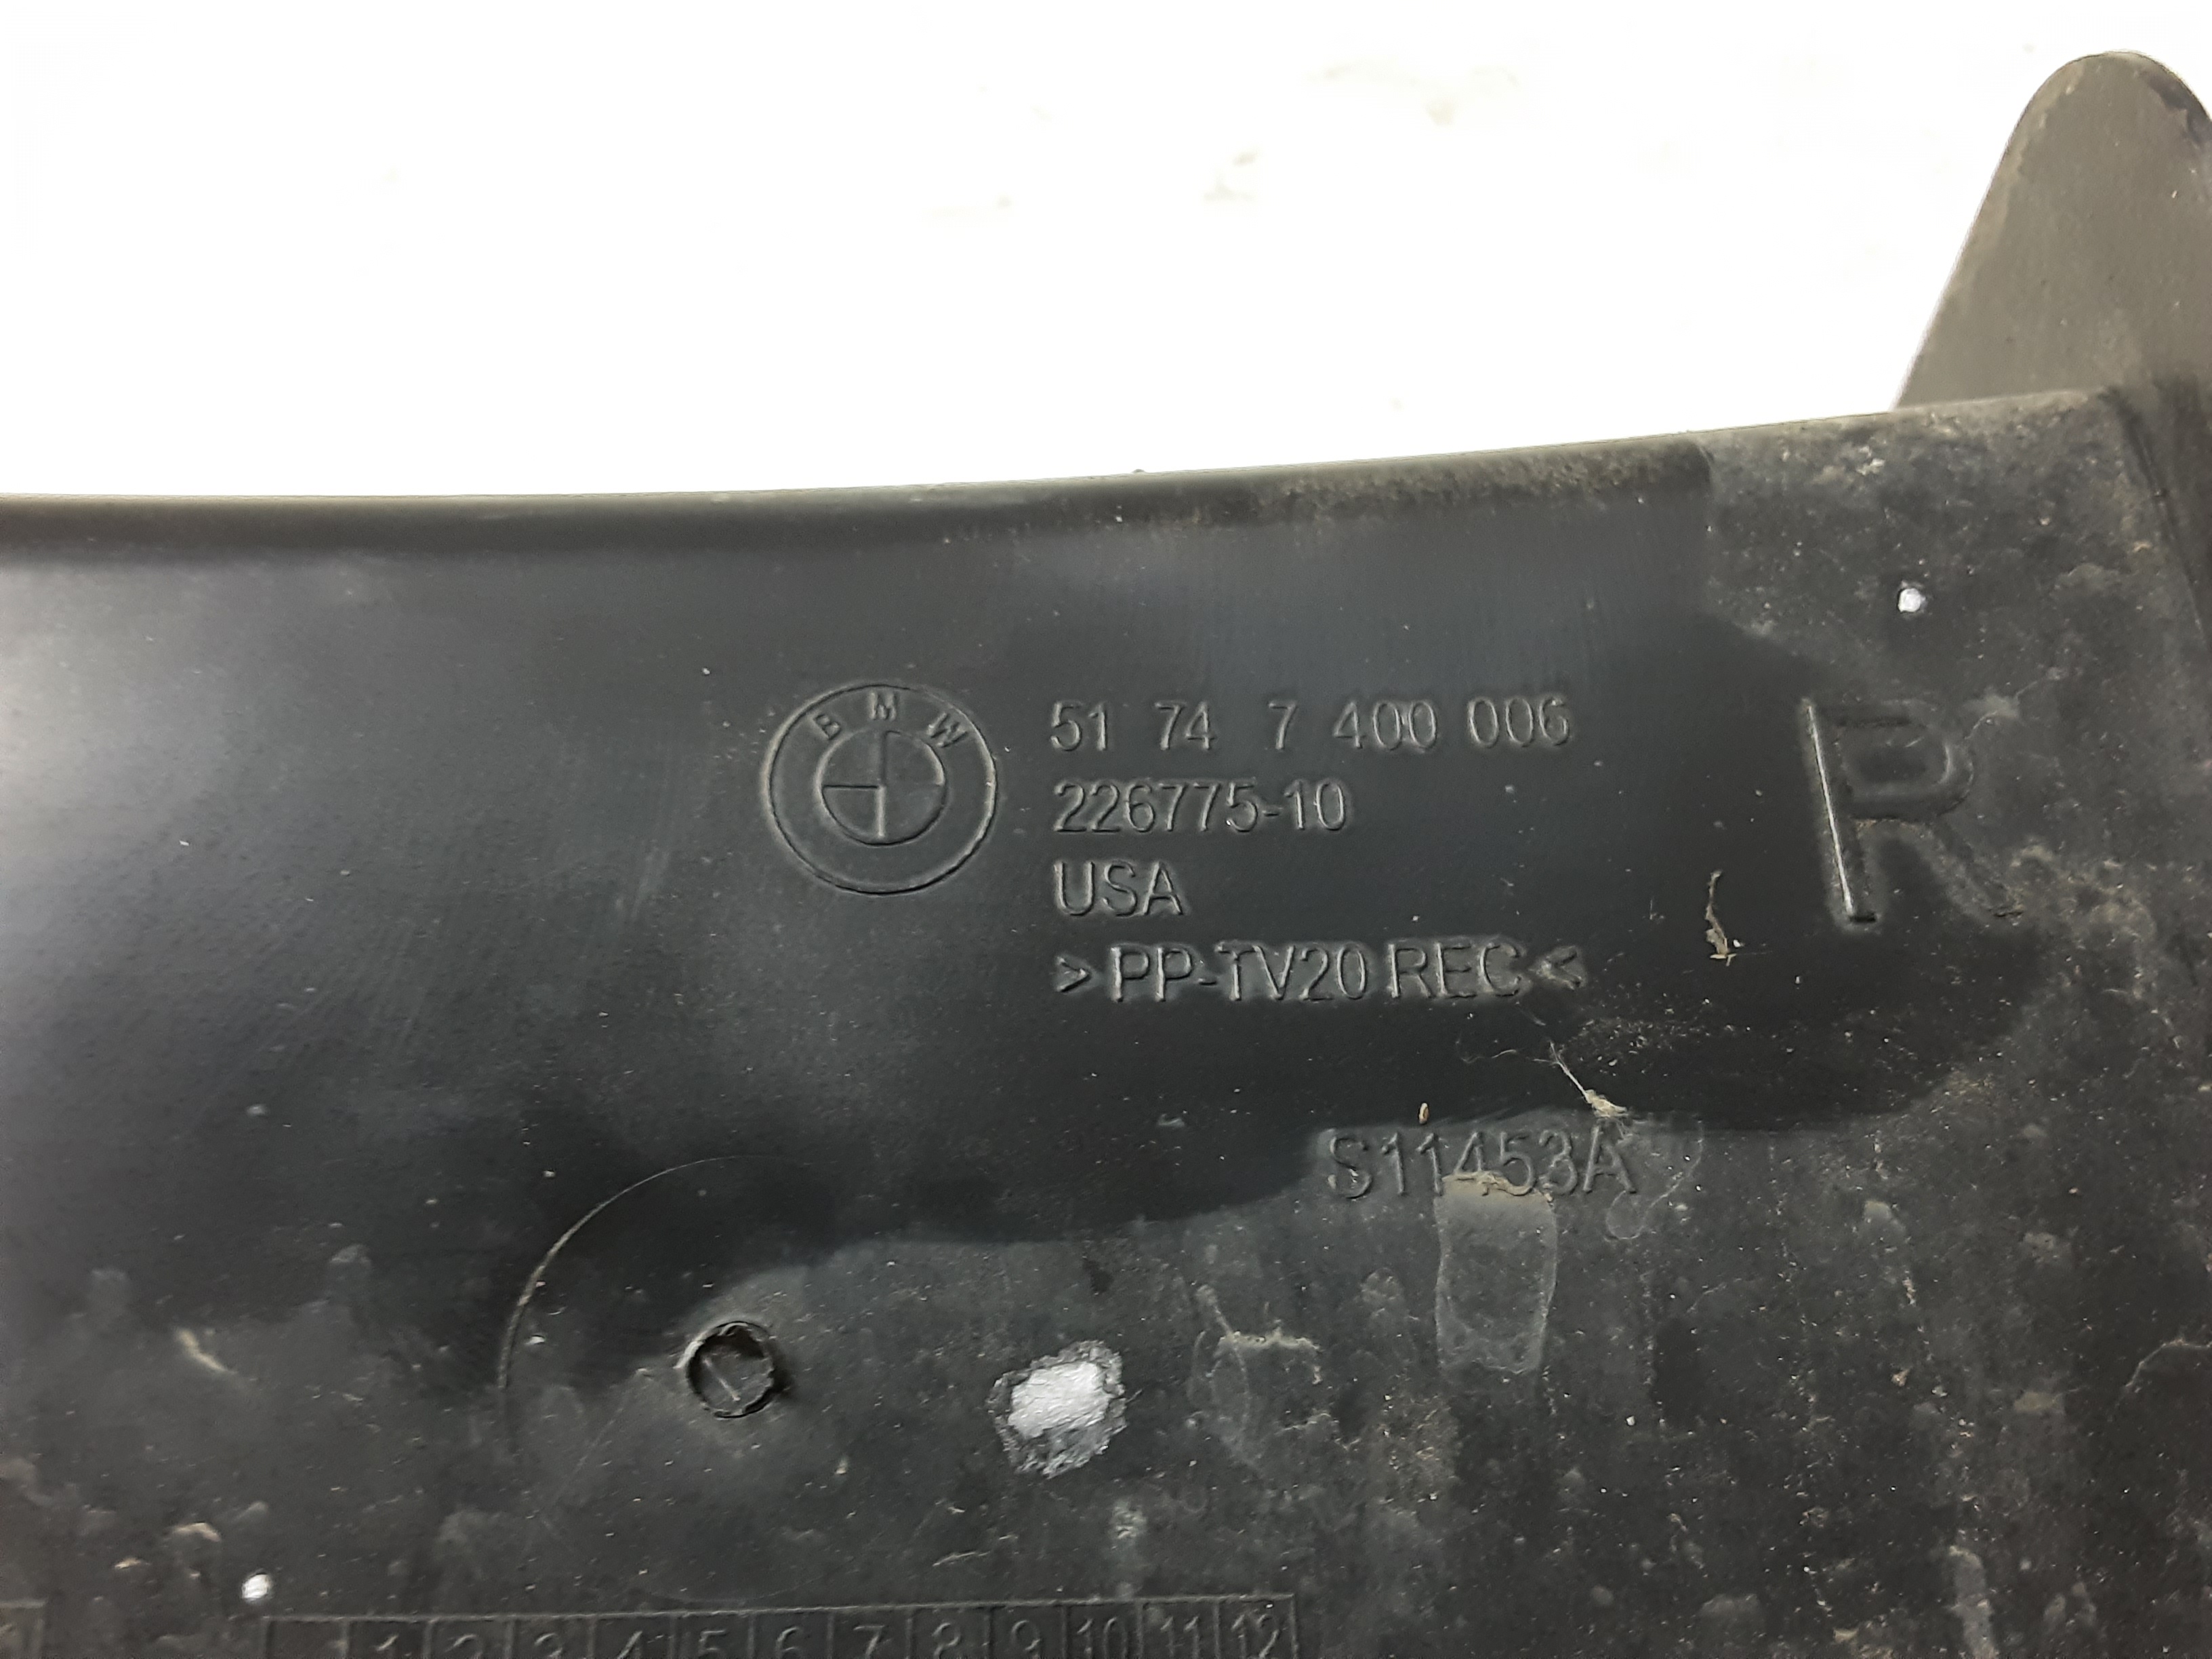 BMW
51 74 7 400 006
226775-10
USA
>PP-TV20 REC<
R
S11453A
1 2 3 4 5 6 7 8 9 10 11 12